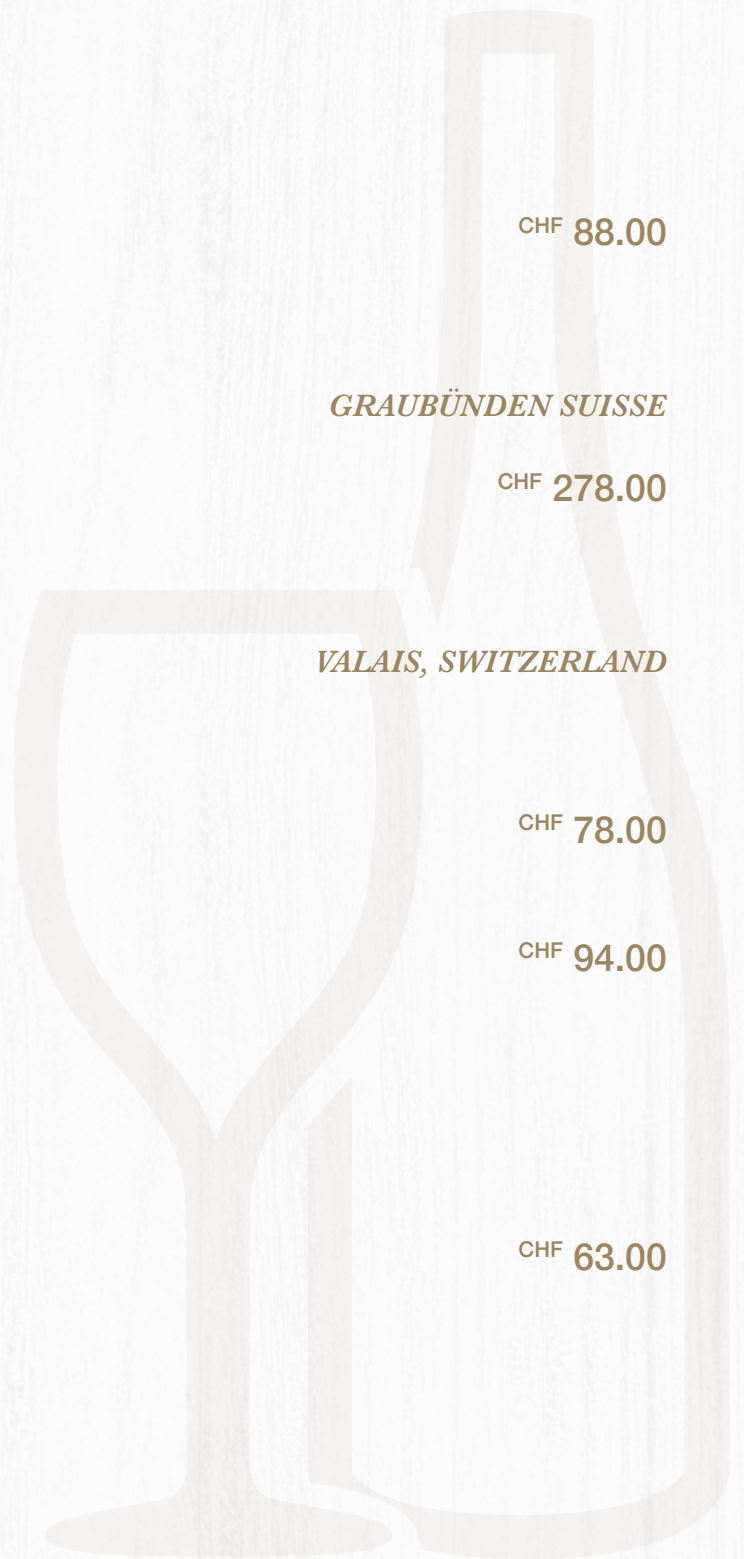 CHF 88.00
GRAUBÜNDEN SUISSE
CHF 278.00
VALAIS, SWITZERLAND
CHF 78.00
CHF 94.00
CHF 63.00